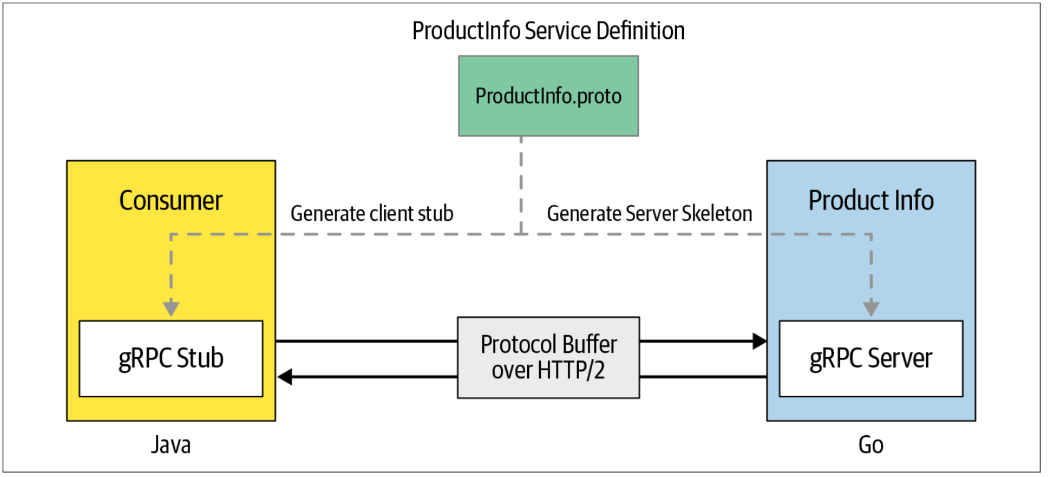 ProductInfo Service Definition
ProductInfo.proto
Consumer
Product Info
Generate client stub
Generate Server Skeleton
gRPC Stub
Protocol Buffer
over HTTP/2
gRPC Server
Java
Go